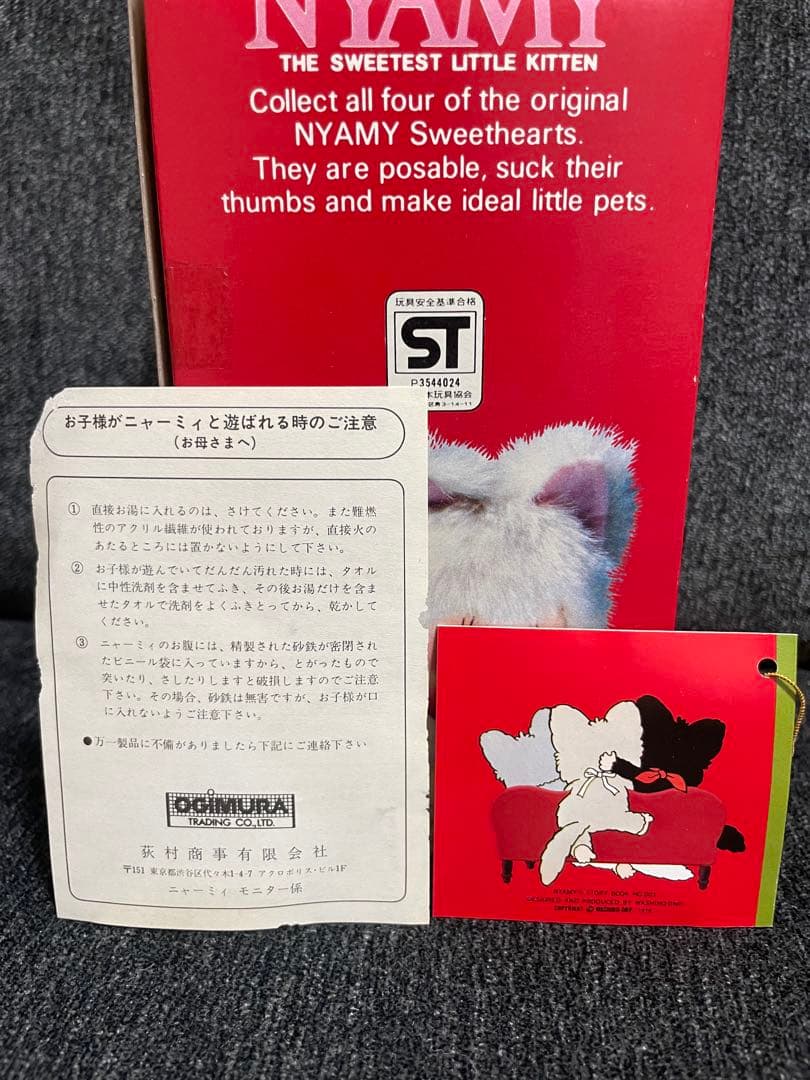 NYAMY
THE SWEETEST LITTLE KITTEN
Collect all four of the original
NYAMY Sweethearts.
They are posable, suck their
thumbs and make ideal little pets.
玩具安全基準合格
ST
P3544024
木玩具協会
3-14-11
お子様がニャーミィと遊ばれる時のご注意
(お母さまへ)
① 直接お湯に入れるのは、さけてください。また難燃
性のアクリル繊維が使われておりますが、直接火の
あたるところには置かないようにして下さい。
② お子様が遊んでいてだんだん汚れた時には、タオル
に中性洗剤を含ませてふき、その後お湯だけを含ま
せたタオルで洗剤をよくふきとってから、乾かして
ください。
③ ニャーミィのお腹には、精製された砂鉄が密閉され
たビニール袋に入っていますから、とがったもので
突いたり、さしたりしますと破損しますのでご注意
下さい。その場合、砂鉄は無害ですが、お子様が口
に入れないようご注意下さい。
●万一製品に不備がありましたら下記にご連絡下さい
OGIMURA
TRADING CO., LTD.
荻村商事有限会社
〒151 東京都渋谷区代々木1-4-7 アクロポリス・ビル1F
ニャーミィ モニター係
NYAMY'S STORY BOOK NO.001
DESIGNED AND PRODUCED BY
COPYRIGHT ©